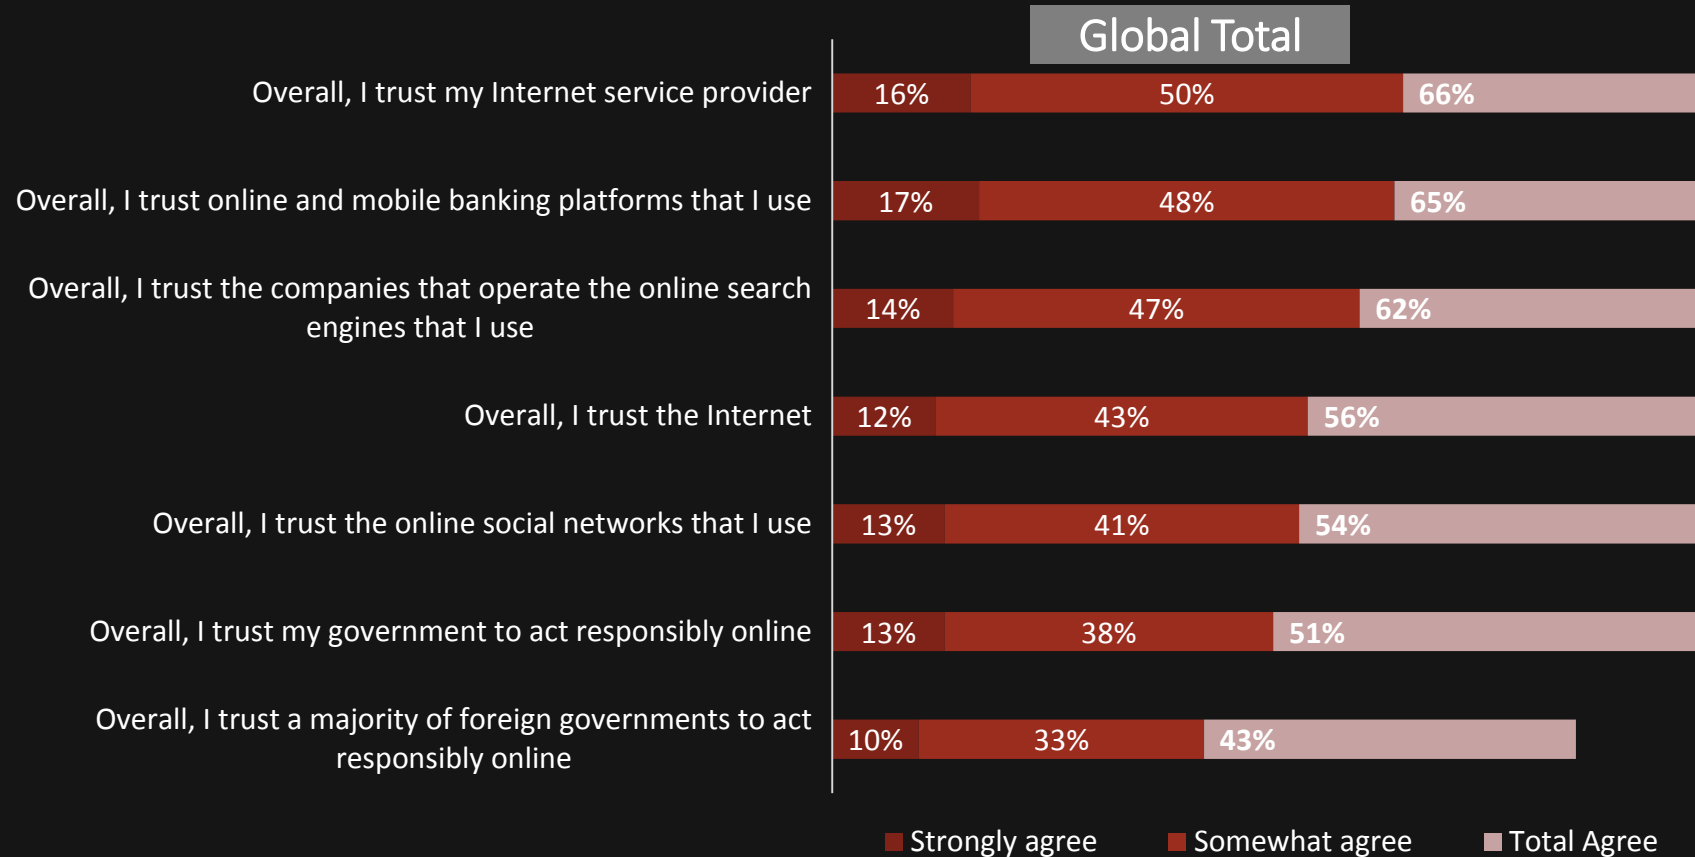 Global Total
Overall, I trust my Internet service provider
16% 50% 66%
Overall, I trust online and mobile banking platforms that I use
17% 48% 65%
Overall, I trust the companies that operate the online search
engines that I use
14% 47% 62%
Overall, I trust the Internet
12% 43% 56%
Overall, I trust the online social networks that I use
13% 41% 54%
Overall, I trust my government to act responsibly online
13% 38% 51%
Overall, I trust a majority of foreign governments to act
responsibly online
10% 33% 43%
Strongly agree Somewhat agree Total Agree